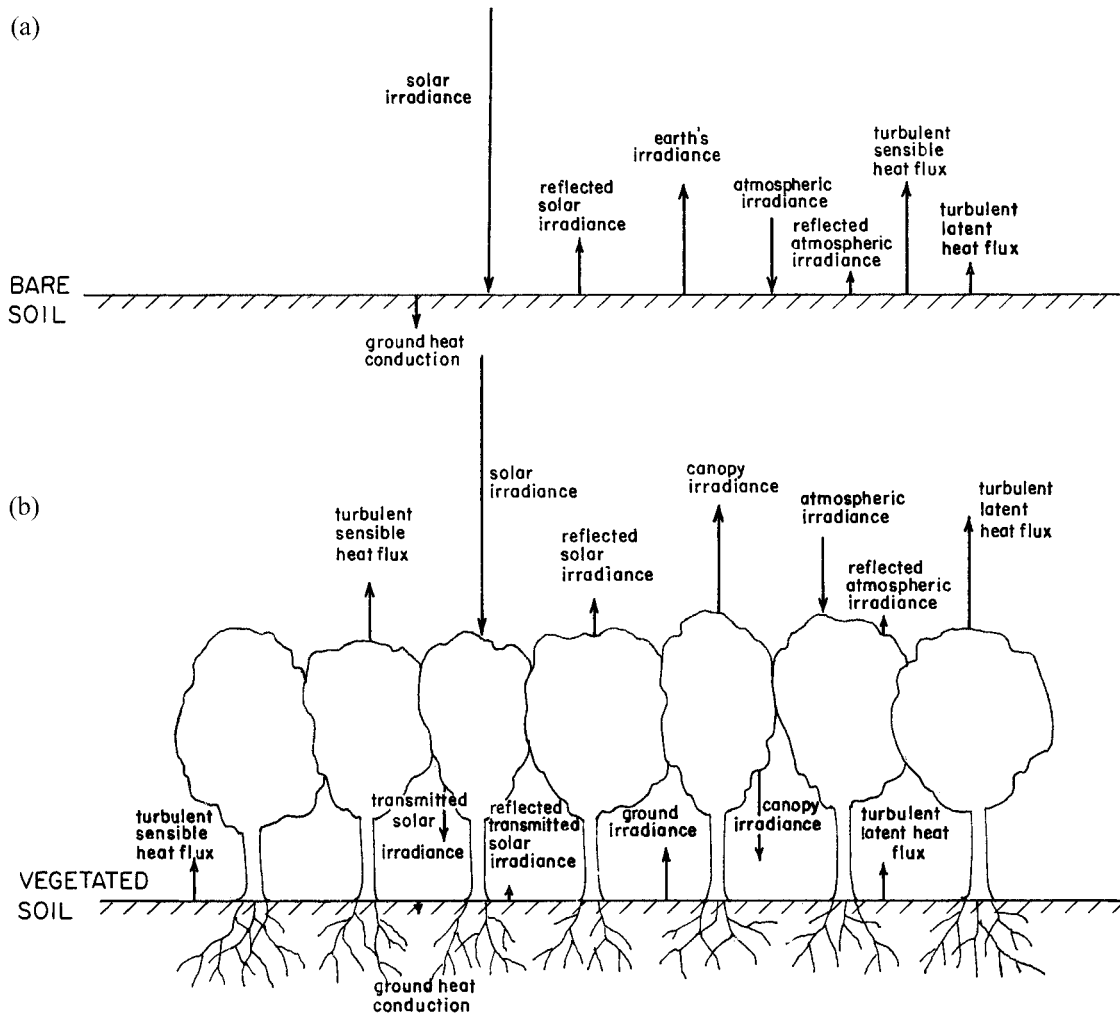 (a)
solar
irradiance
reflected
solar
irradiance
earth's
irradiance
atmospheric
irradiance
reflected
atmospheric
irradiance
turbulent
sensible
heat flux
turbulent
latent
heat flux
BARE
SOIL
ground heat
conduction
(b)
turbulent
sensible
heat flux
solar
irradiance
reflected
solar
irradiance
canopy
irradiance
atmospheric
irradiance
reflected
atmospheric
irradiance
turbulent
latent
heat flux
turbulent
sensible
heat flux
transmitted
solar
irradiance
reflected
transmitted
solar
irradiance
ground
irradiance
canopy
irradiance
turbulent
latent heat
flux
VEGETATED
SOIL
ground heat
conduction